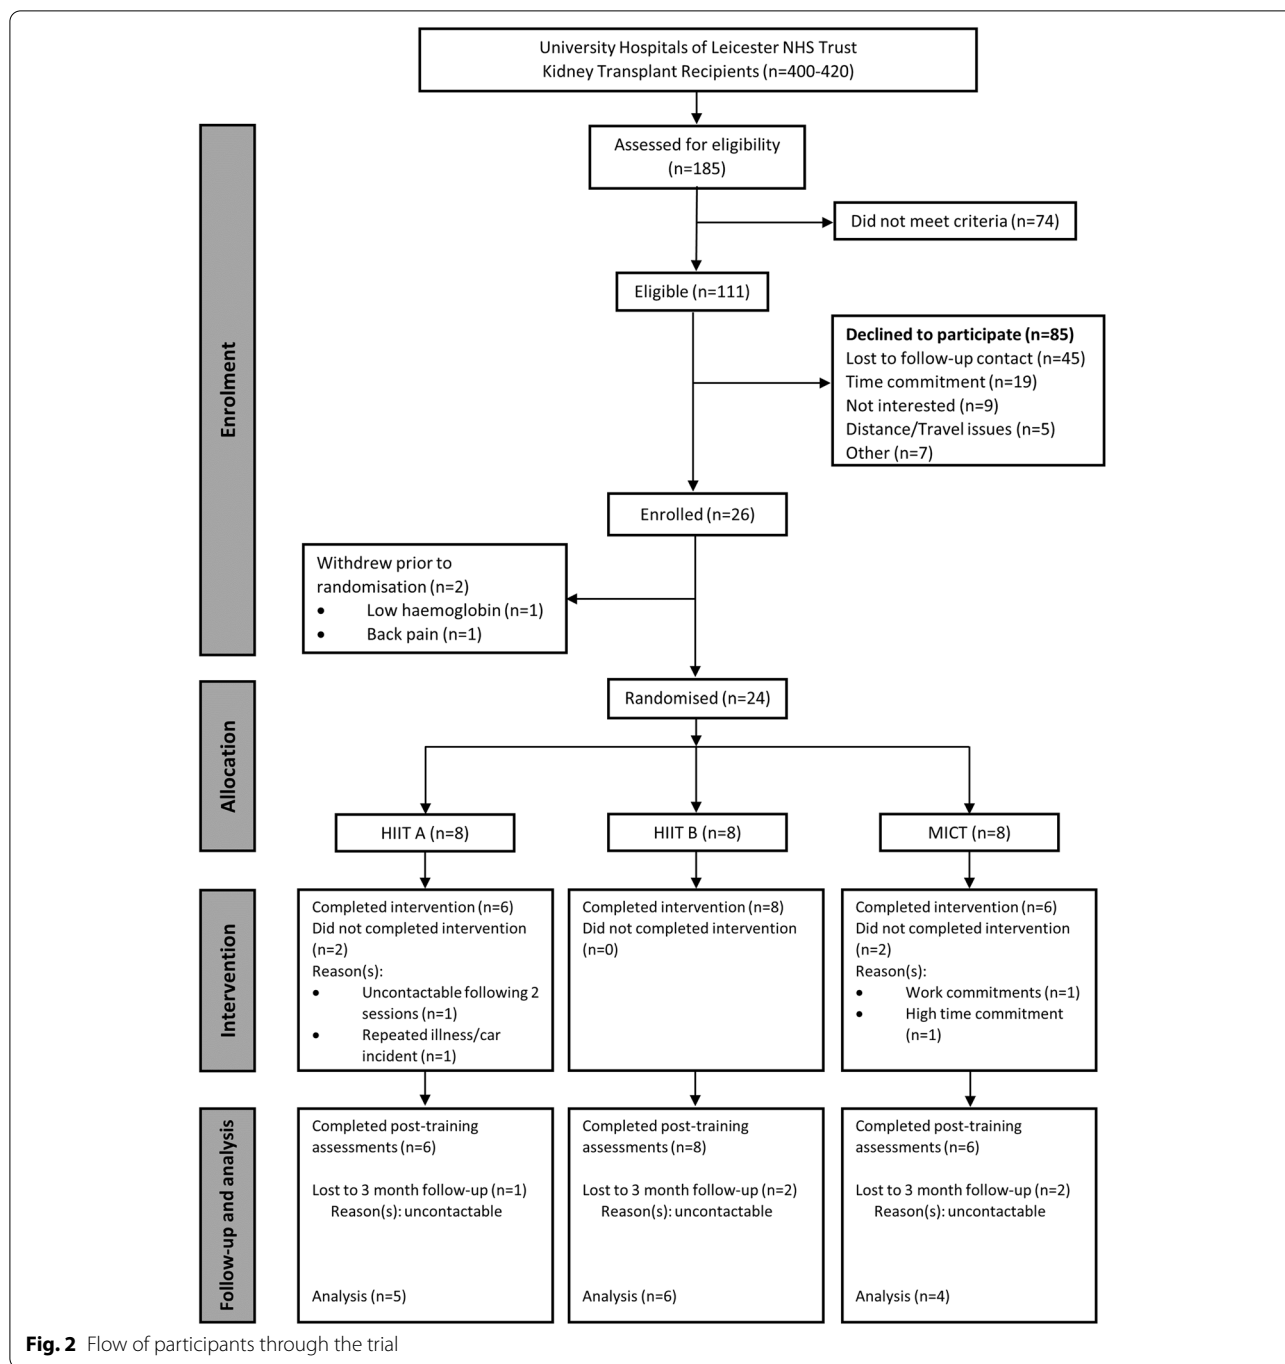 University Hospitals of Leicester NHS Trust
Kidney Transplant Recipients (n=400-420)
Enrolment
Assessed for eligibility
(n=185)
Did not meet criteria (n=74)
Eligible (n=111)
Declined to participate (n=85)
Lost to follow-up contact (n=45)
Time commitment (n=19)
Not interested (n=9)
Distance/Travel issues (n=5)
Other (n=7)
Enrolled (n=26)
Withdrew prior to
randomisation (n=2)
• Low haemoglobin (n=1)
• Back pain (n=1)
Allocation
Randomised (n=24)
HIIT A (n=8)
HIIT B (n=8)
MICT (n=8)
Intervention
Completed intervention (n=6)
Did not completed intervention
(n=2)
Reason(s):
• Uncontactable following 2
sessions (n=1)
• Repeated illness/car
incident (n=1)
Completed intervention (n=8)
Did not completed intervention
(n=0)
Completed intervention (n=6)
Did not completed intervention
(n=2)
Reason(s):
• Work commitments (n=1)
• High time commitment
(n=1)
Follow-up and analysis
Completed post-training
assessments (n=6)
Lost to 3 month follow-up (n=1)
Reason(s): uncontactable
Analysis (n=5)
Completed post-training
assessments (n=8)
Lost to 3 month follow-up (n=2)
Reason(s): uncontactable
Analysis (n=6)
Completed post-training
assessments (n=6)
Lost to 3 month follow-up (n=2)
Reason(s): uncontactable
Analysis (n=4)
Fig. 2 Flow of participants through the trial